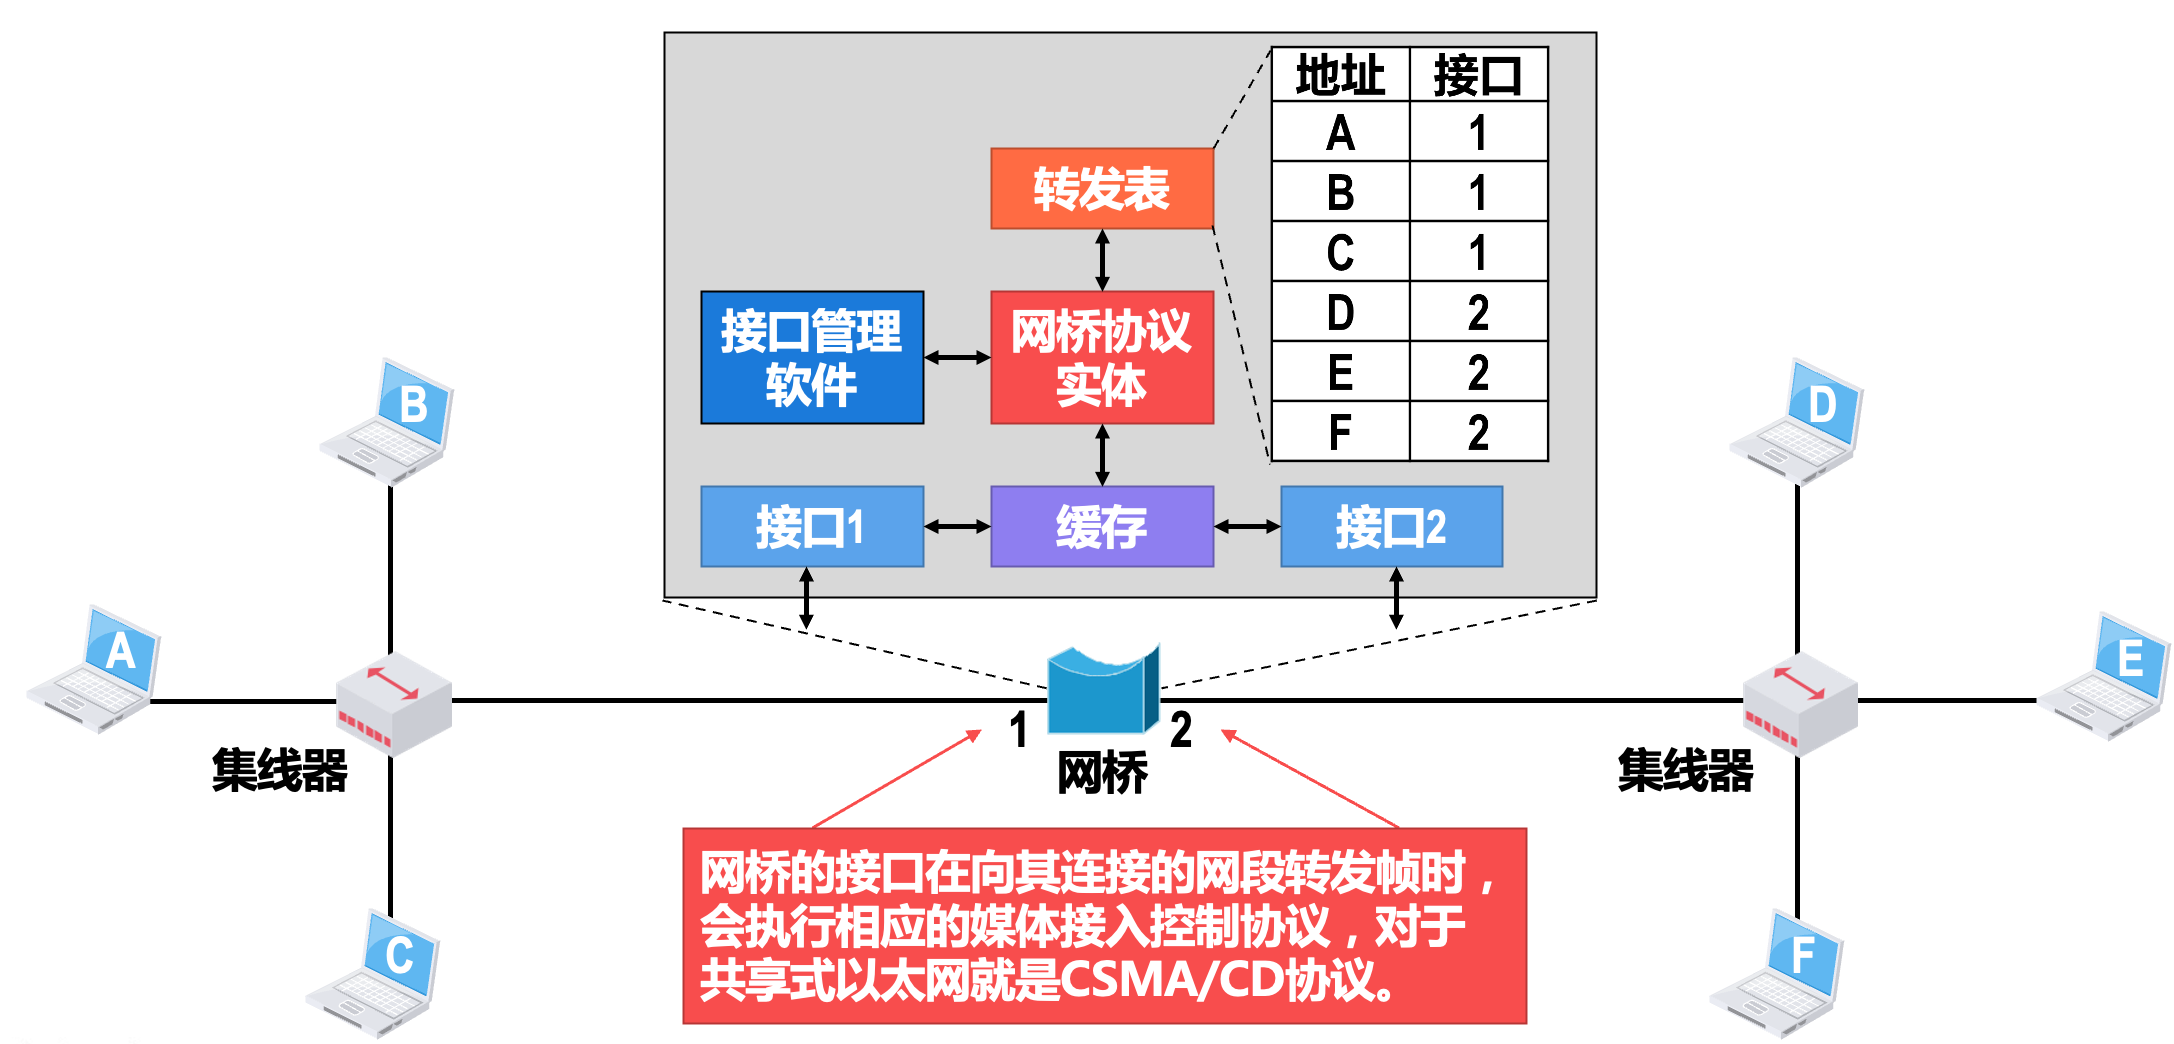 地址 接口
A 1
B 1
C 1
D 2
E 2
F 2
转发表
接口管理
软件
网桥协议
实体
接口1
缓存
接口2
B
D
A
E
1
2
集线器
网桥
集线器
网桥的接口在向其连接的网段转发帧时，
会执行相应的媒体接入控制协议，对于
共享式以太网就是CSMA/CD协议。
C
F